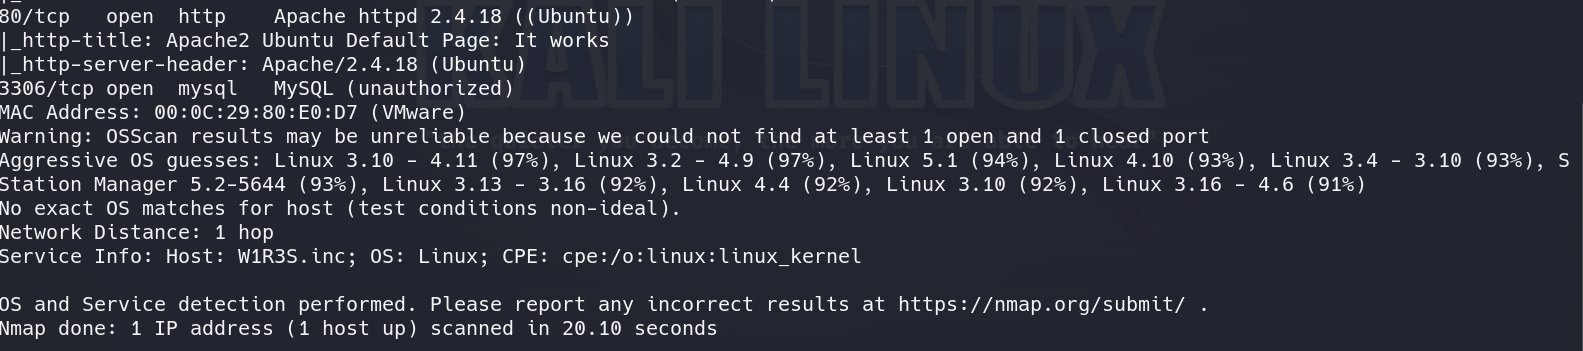 80/tcp   open  http    Apache httpd 2.4.18 ((Ubuntu))
|_http-title: Apache2 Ubuntu Default Page: It works
|_http-server-header: Apache/2.4.18 (Ubuntu)
3306/tcp open  mysql   MySQL (unauthorized)
MAC Address: 00:0C:29:80:E0:D7 (VMware)
Warning: OSScan results may be unreliable because we could not find at least 1 open and 1 closed port
Aggressive OS guesses: Linux 3.10 - 4.11 (97%), Linux 3.2 - 4.9 (97%), Linux 5.1 (94%), Linux 4.10 (93%), Linux 3.4 - 3.10 (93%), S
Station Manager 5.2-5644 (93%), Linux 3.13 - 3.16 (92%), Linux 4.4 (92%), Linux 3.10 (92%), Linux 3.16 - 4.6 (91%)
No exact OS matches for host (test conditions non-ideal).
Network Distance: 1 hop
Service Info: Host: W1R3S.inc; OS: Linux; CPE: cpe:/o:linux:linux_kernel
OS and Service detection performed. Please report any incorrect results at https://nmap.org/submit/ .
Nmap done: 1 IP address (1 host up) scanned in 20.10 seconds
KALI LINUX